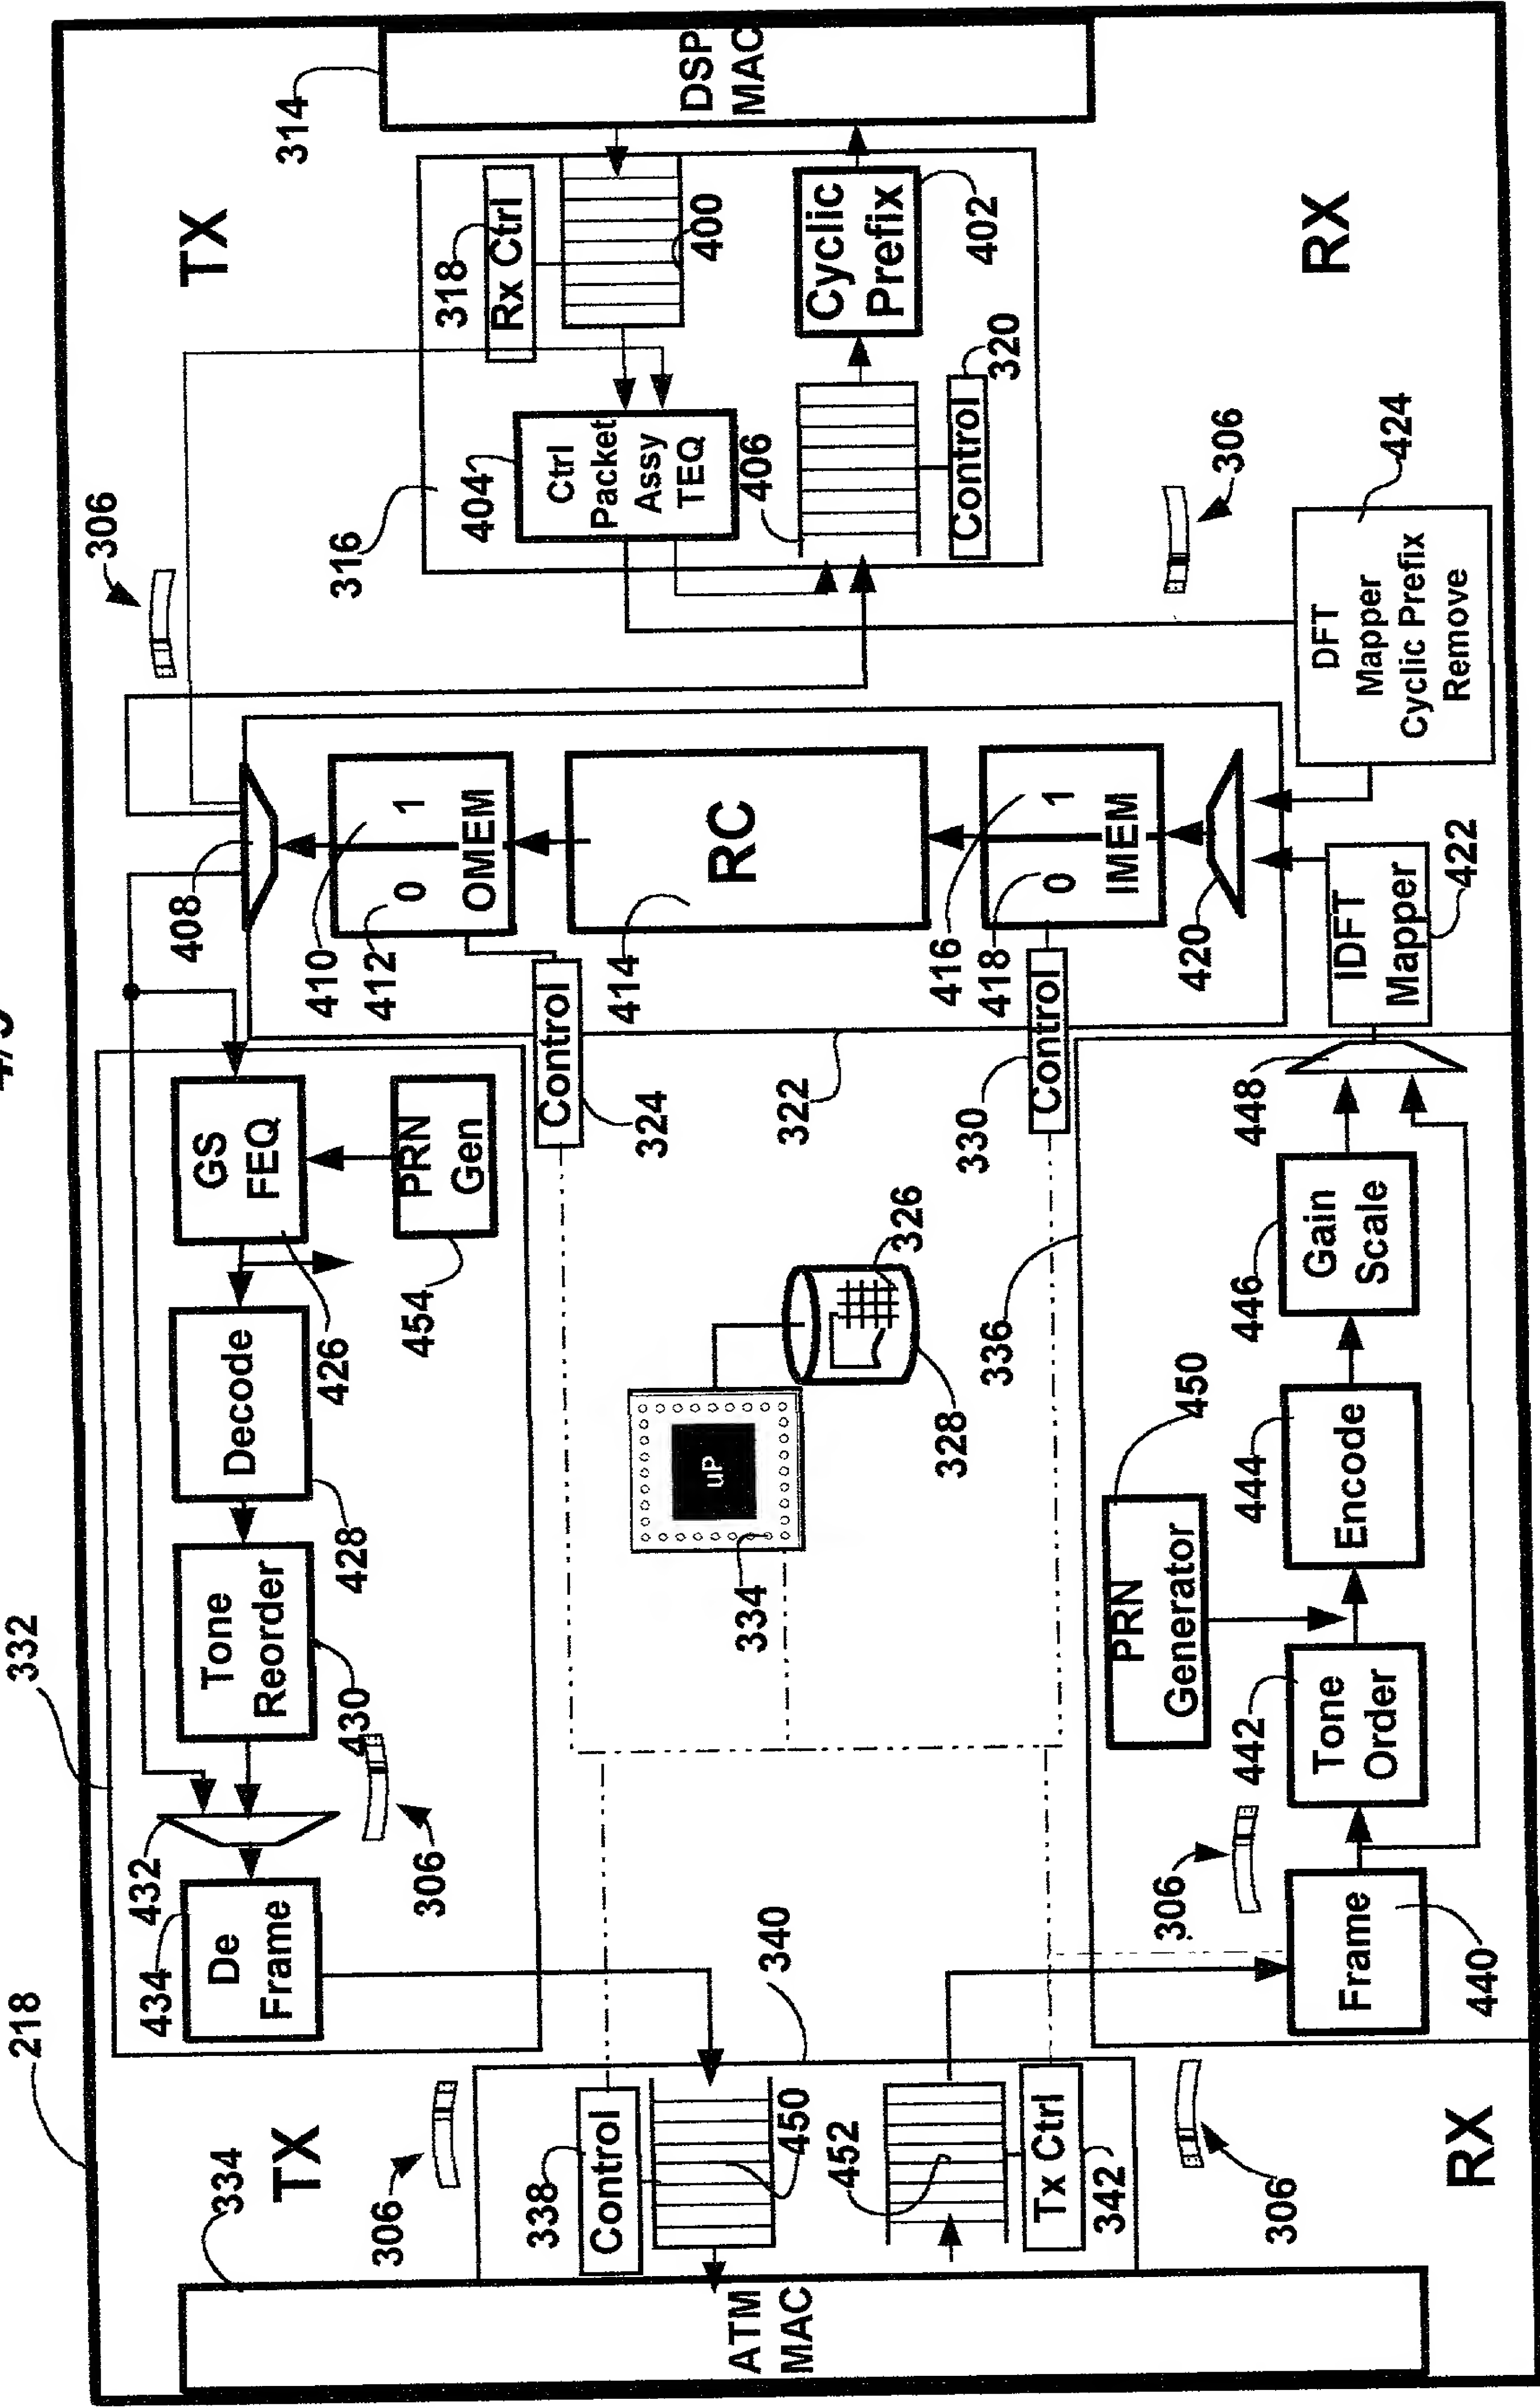 4/9
218
334
TX
RX
ATM
MAC
306
338
Control
450
340
452
Tx Ctrl
342
306
332
434
De
Frame
432
306
430
Tone
Reorder
428
Decode
426
GS
FEQ
454
PRN
Gen
334
uP
328
326
336
322
324
Control
330
Control
440
Frame
306
442
Tone
Order
450
PRN
Generator
444
Encode
446
Gain
Scale
448
422
IDFT
Mapper
420
424
DFT
Mapper
Cyclic Prefix
Remove
408
410
412
0
1
OMEM
414
RC
416
418
0
1
IMEM
306
306
316
404
Ctrl
Packet
Assy
TEQ
406
318
Rx Ctrl
400
Cyclic
Prefix
402
320
Control
314
DSP
MAC
TX
RX